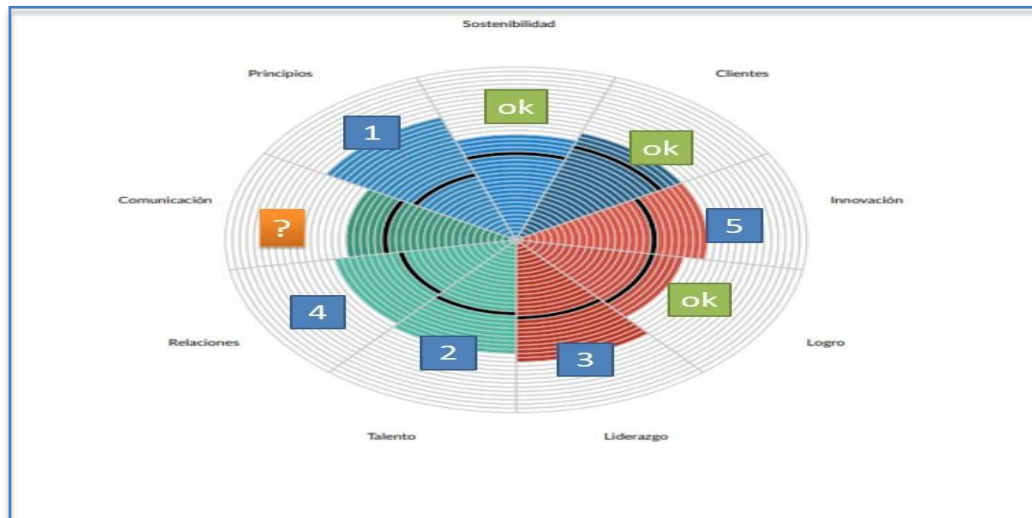 Sostenibilidad
Principios
Clientes
ok
1
ok
Comunicación
Innovación
?
5
ok
4
Relaciones
Logro
2
3
Talento
Liderazgo